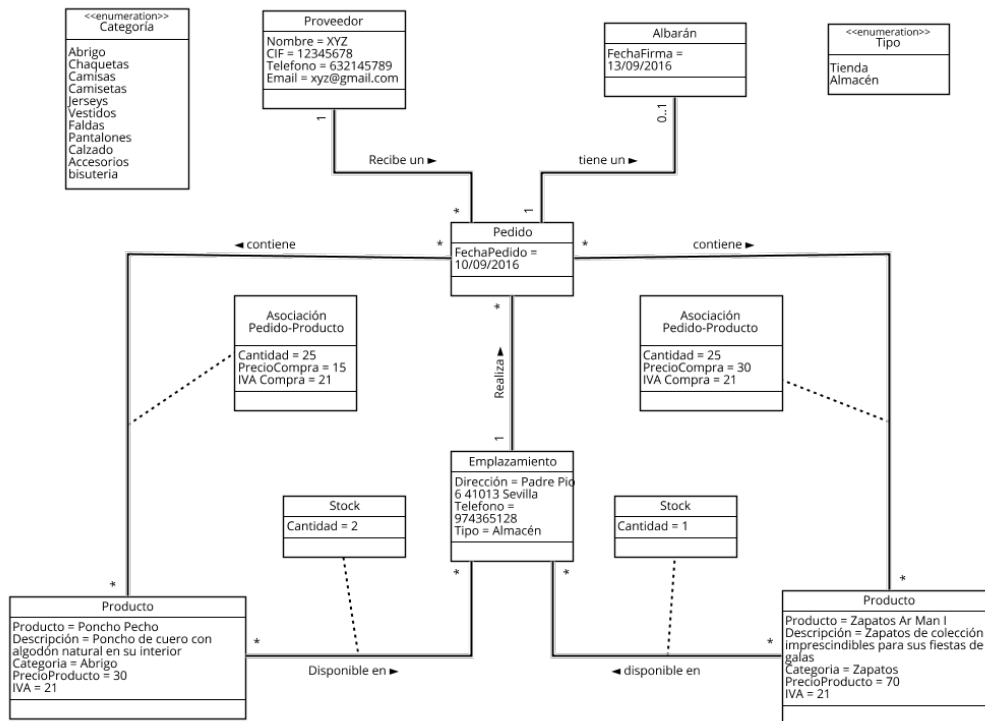 <<enumeration>>
Categoría
Abrigo
Chaquetas
Camisas
Camisetas
Jerseys
Vestidos
Faldas
Pantalones
Calzado
Accesorios
bisuteria
Proveedor
Nombre = XYZ
CIF = 12345678
Telefono = 632145789
Email = xyz@gmail.com
Albarán
FechaFirma =
13/09/2016
<<enumeration>>
Tipo
Tienda
Almacén
1
0..1
Recibe un ►
tiene un ►
*
1
Pedido
FechaPedido =
10/09/2016
◄ contiene
*
*
contiene ►
Asociación
Pedido-Producto
Cantidad = 25
PrecioCompra = 15
IVA Compra = 21
*
Realiza ►
1
Asociación
Pedido-Producto
Cantidad = 25
PrecioCompra = 30
IVA Compra = 21
Emplazamiento
Dirección = Padre Pio
6 41013 Sevilla
Telefono =
974365128
Tipo = Almacén
Stock
Cantidad = 2
Stock
Cantidad = 1
*
*
*
*
Producto
Producto = Poncho Pecho
Descripción = Poncho de cuero con
algodón natural en su interior
Categoria = Abrigo
PrecioProducto = 30
IVA = 21
*
Disponible en ►
*
◄ disponible en
Producto
Producto = Zapatos Ar Man I
Descripción = Zapatos de colección
imprescindibles para sus fiestas de
galas
Categoria = Zapatos
PrecioProducto = 70
IVA = 21